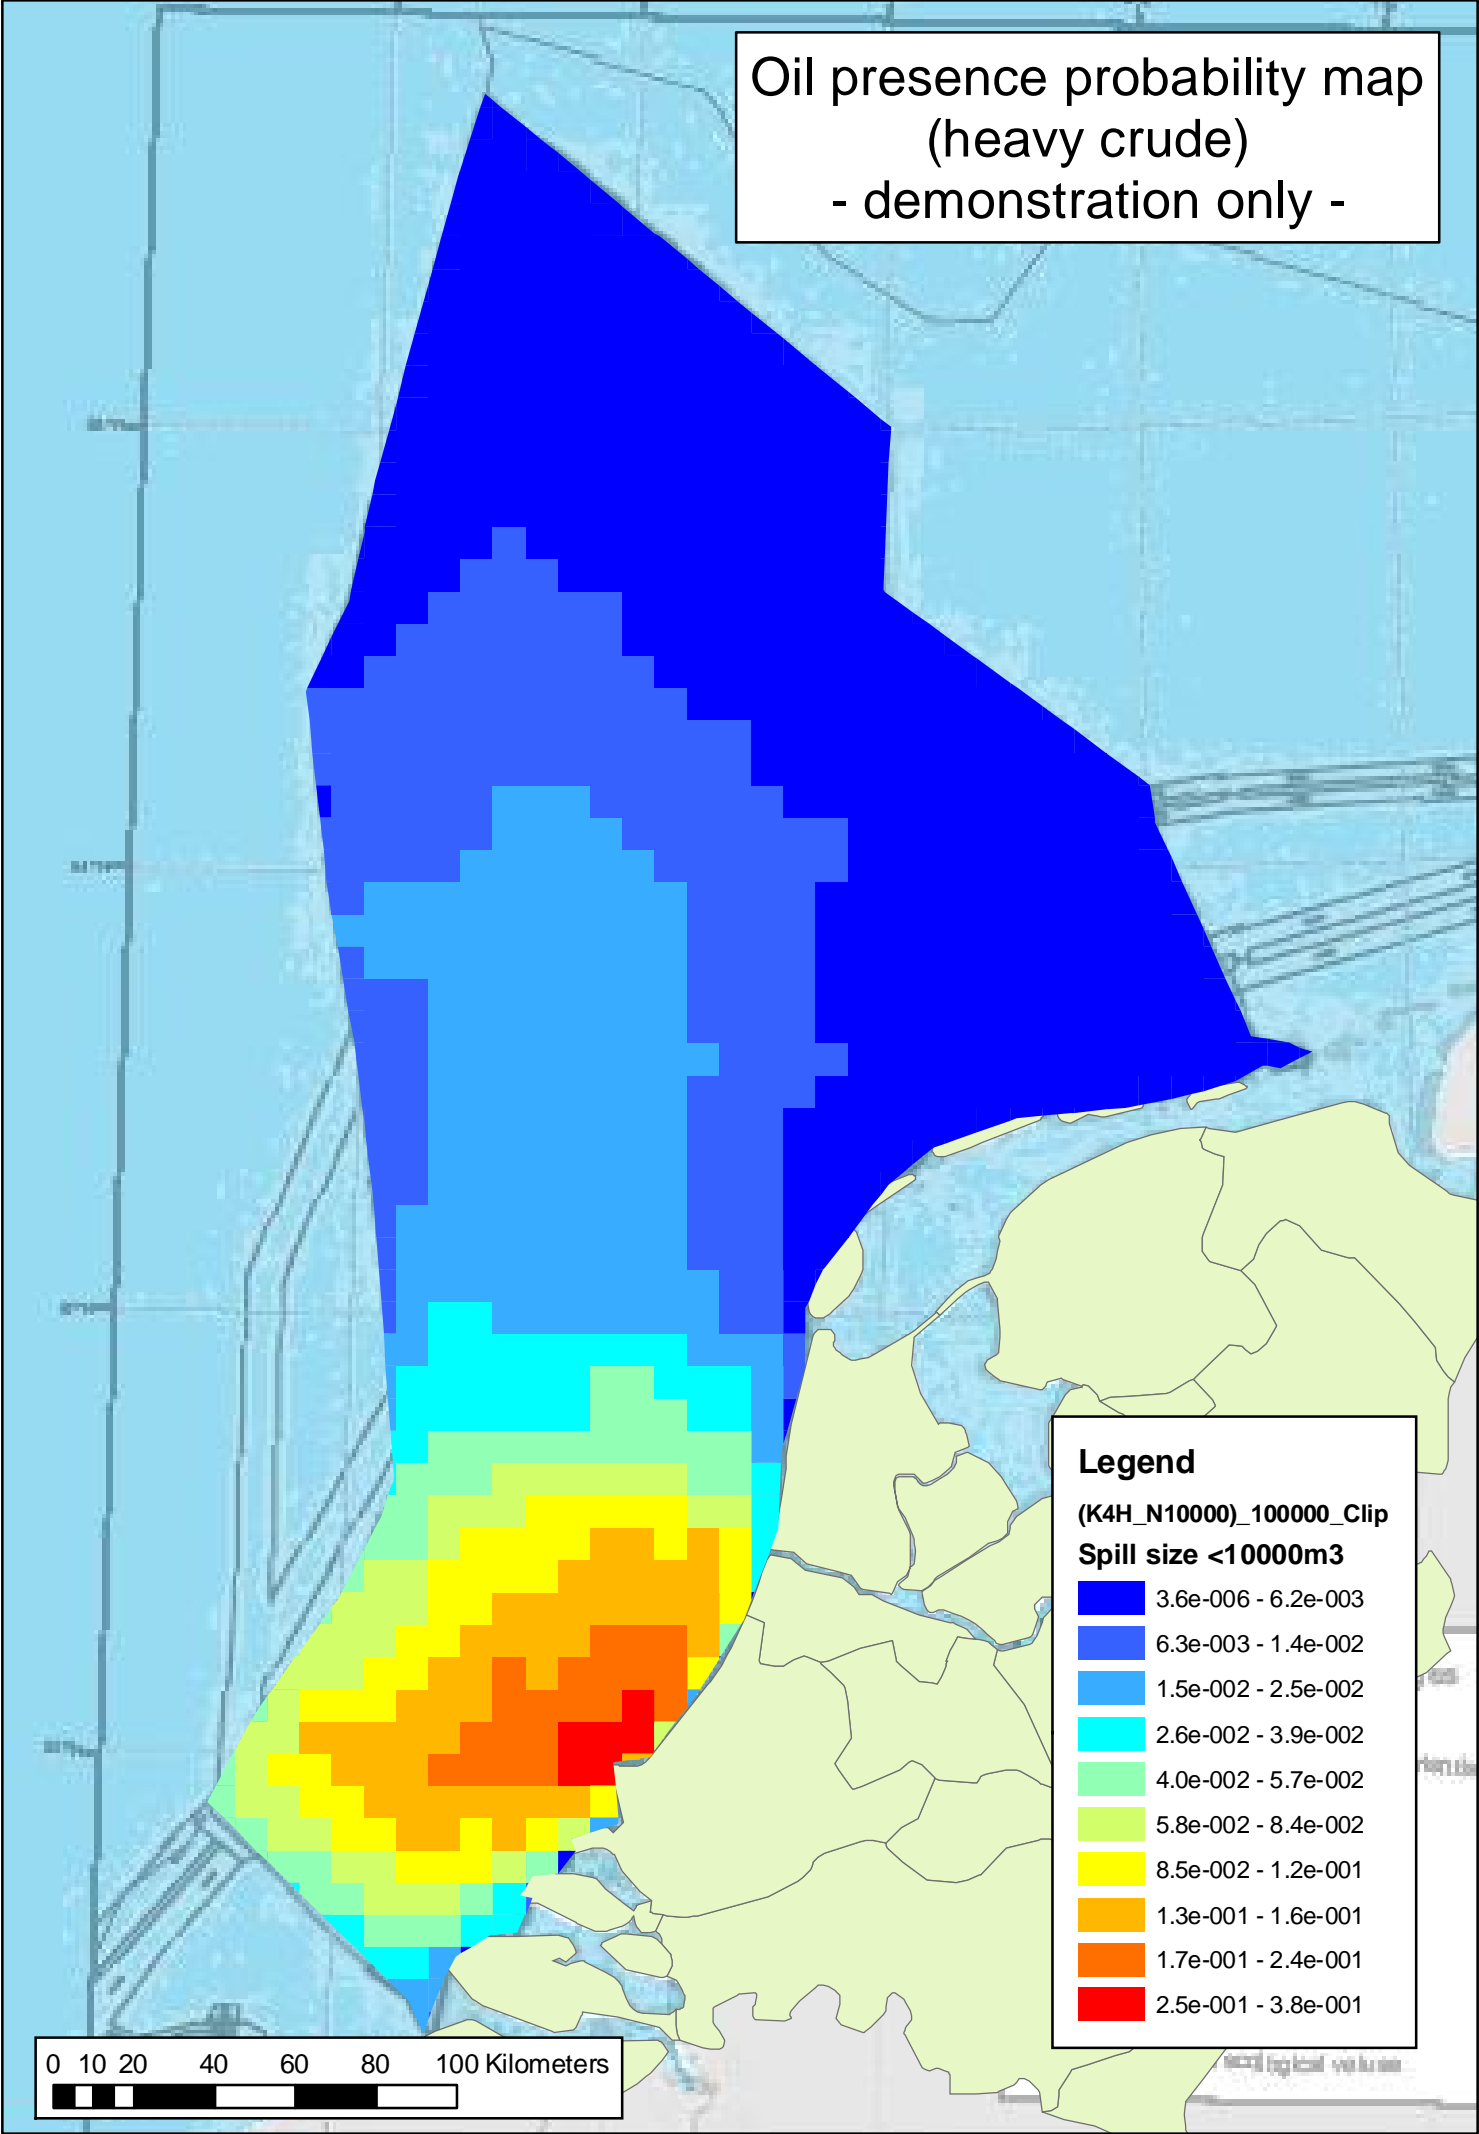 Oil presence probability map
(heavy crude)
- demonstration only -
Legend
(K4H_N10000)_100000_Clip
Spill size <10000m3
3.6e-006 - 6.2e-003
6.3e-003 - 1.4e-002
1.5e-002 - 2.5e-002
2.6e-002 - 3.9e-002
4.0e-002 - 5.7e-002
5.8e-002 - 8.4e-002
8.5e-002 - 1.2e-001
1.3e-001 - 1.6e-001
1.7e-001 - 2.4e-001
2.5e-001 - 3.8e-001
0 10 20 40 60 80 100 Kilometers